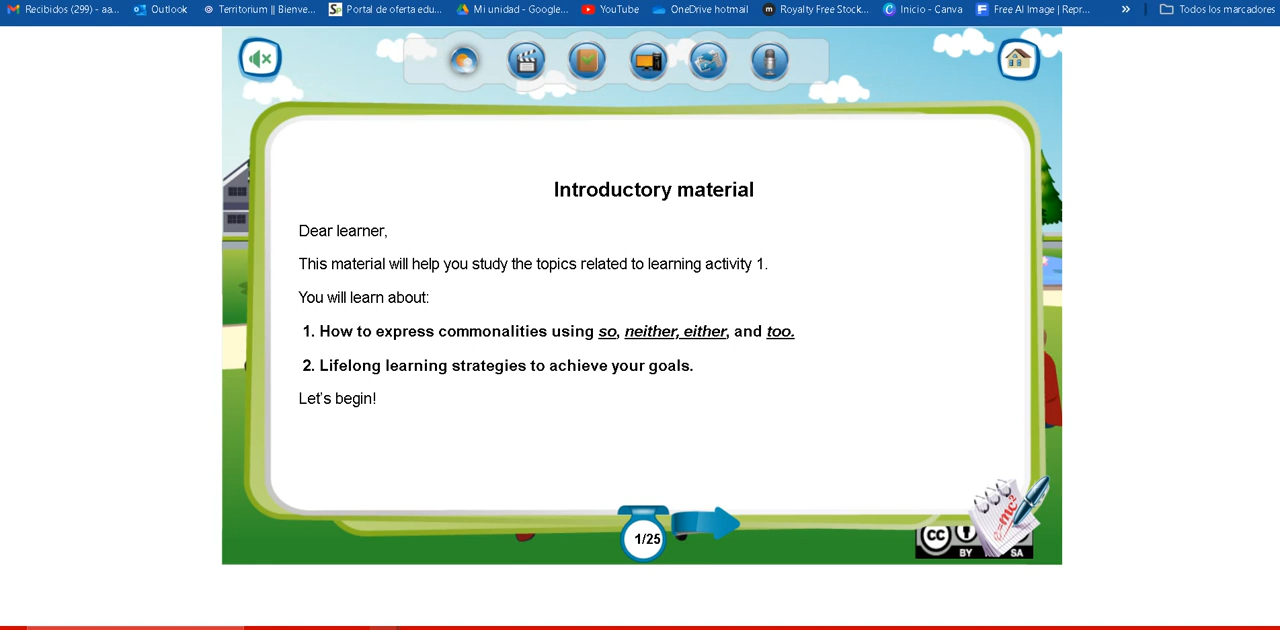 Recibidos (299) - aa... Outlook Territorium || Bienve... Portal de oferta edu... Mi unidad - Google... YouTube OneDrive hotmail Royalty Free Stock... Inicio - Canva Free AI Image | Repr... » Todos los marcadores
Introductory material
Dear learner,
This material will help you study the topics related to learning activity 1.
You will learn about:
1. How to express commonalities using so, neither, either, and too.
2. Lifelong learning strategies to achieve your goals.
Let's begin!
1/25
cc BY SA